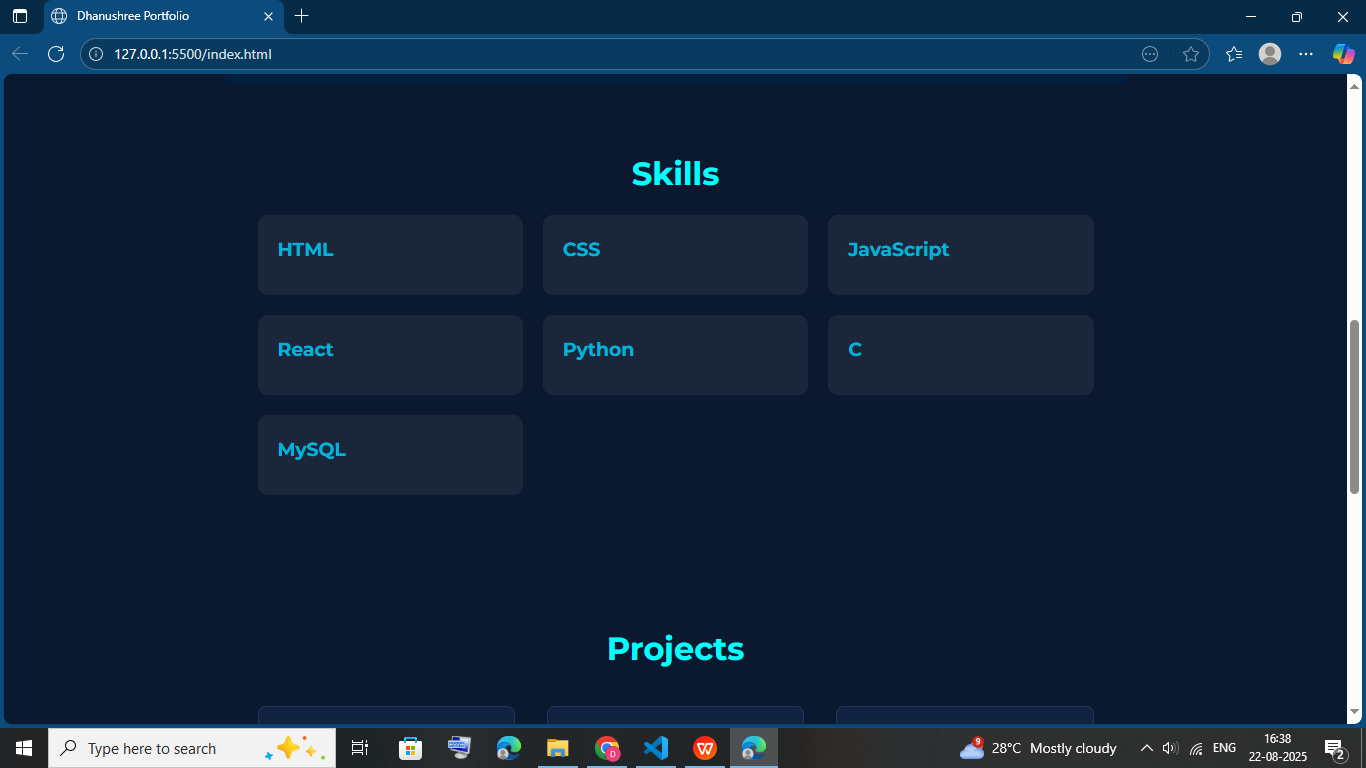 Dhanushree Portfolio
127.0.0.1:5500/index.html
Skills
HTML
CSS
JavaScript
React
Python
C
MySQL
Projects
Type here to search
D
W
9
28°C Mostly cloudy
ENG
16:38
22-08-2025
2